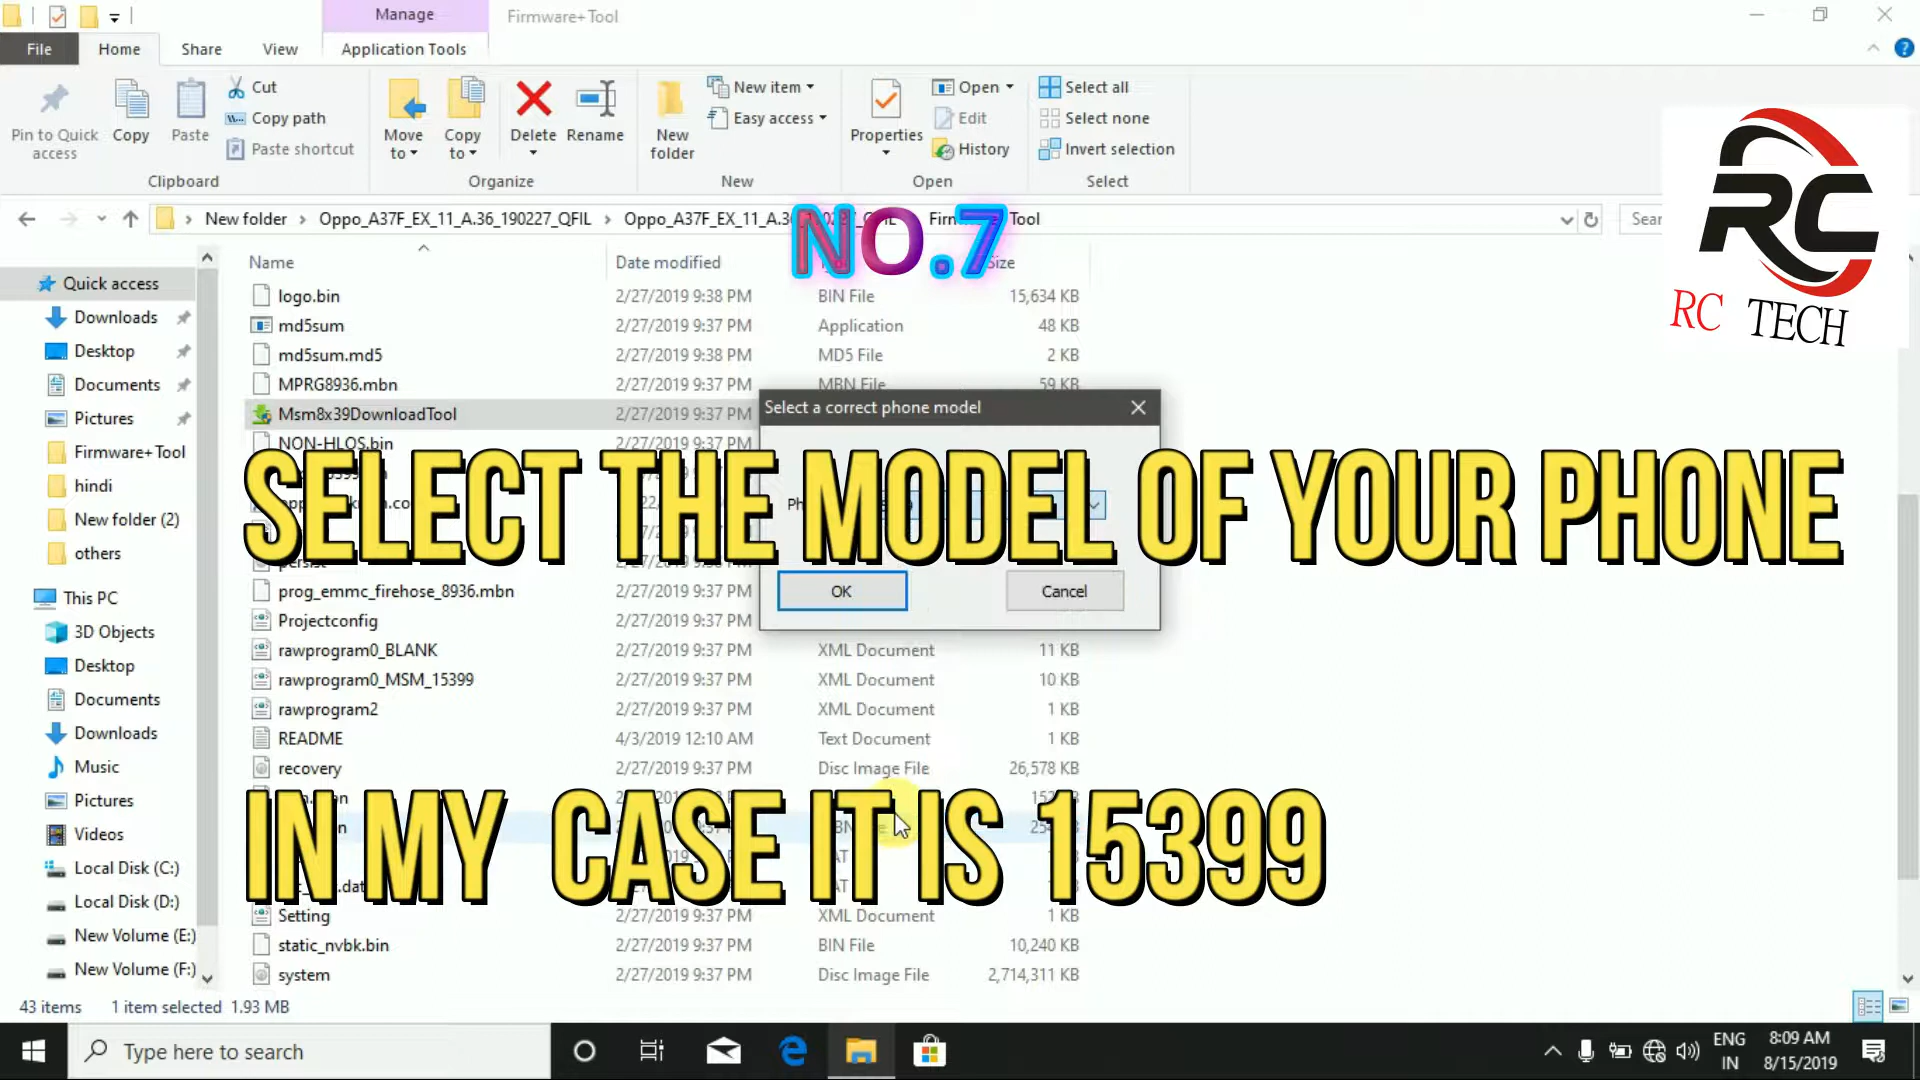 Manage
Firmware+Tool
File
Home
Share
View
Application Tools
Pin to Quick access
Copy
Paste
Cut
Copy path
Paste shortcut
Clipboard
Move to
Copy to
Delete
Rename
Organize
New folder
New item
Easy access
New
Properties
Open
Edit
History
Open
Select all
Select none
Invert selection
Select
RC
RC TECH
New folder
Oppo_A37F_EX_11_A.36_190227_QFIL
NO.7
Name
Date modified
Size
Quick access
Downloads
Desktop
Documents
Pictures
Firmware+Tool
hindi
New folder (2)
others
This PC
3D Objects
Desktop
Documents
Downloads
Music
Pictures
Videos
Local Disk (C:)
Local Disk (D:)
New Volume (E:)
New Volume (F:)
logo.bin 2/27/2019 9:38 PM BIN File 15,634 KB
md5sum 2/27/2019 9:37 PM Application 48 KB
md5sum.md5 2/27/2019 9:38 PM MD5 File 2 KB
MPRG8936.mbn 2/27/2019 9:37 PM MBN File 59 KB
Msm8x39DownloadTool 2/27/2019 9:37 PM
NON-HLOS.bin 2/27/2019 9:37 PM
Select a correct phone model
OK
Cancel
SELECT THE MODEL OF YOUR PHONE
prog_emmc_firehose_8936.mbn 2/27/2019 9:37 PM
Projectconfig 2/27/2019 9:37 PM
rawprogram0_BLANK 2/27/2019 9:37 PM XML Document 11 KB
rawprogram0_MSM_15399 2/27/2019 9:37 PM XML Document 10 KB
rawprogram2 2/27/2019 9:37 PM XML Document 1 KB
README 4/3/2019 12:10 AM Text Document 1 KB
recovery 2/27/2019 9:37 PM Disc Image File 26,578 KB
IN MY CASE IT IS 15399
Setting 2/27/2019 9:37 PM XML Document 1 KB
static_nvbk.bin 2/27/2019 9:37 PM BIN File 10,240 KB
system 2/27/2019 9:37 PM Disc Image File 2,714,311 KB
43 items 1 item selected 1.93 MB
Type here to search
ENG
IN
8:09 AM
8/15/2019